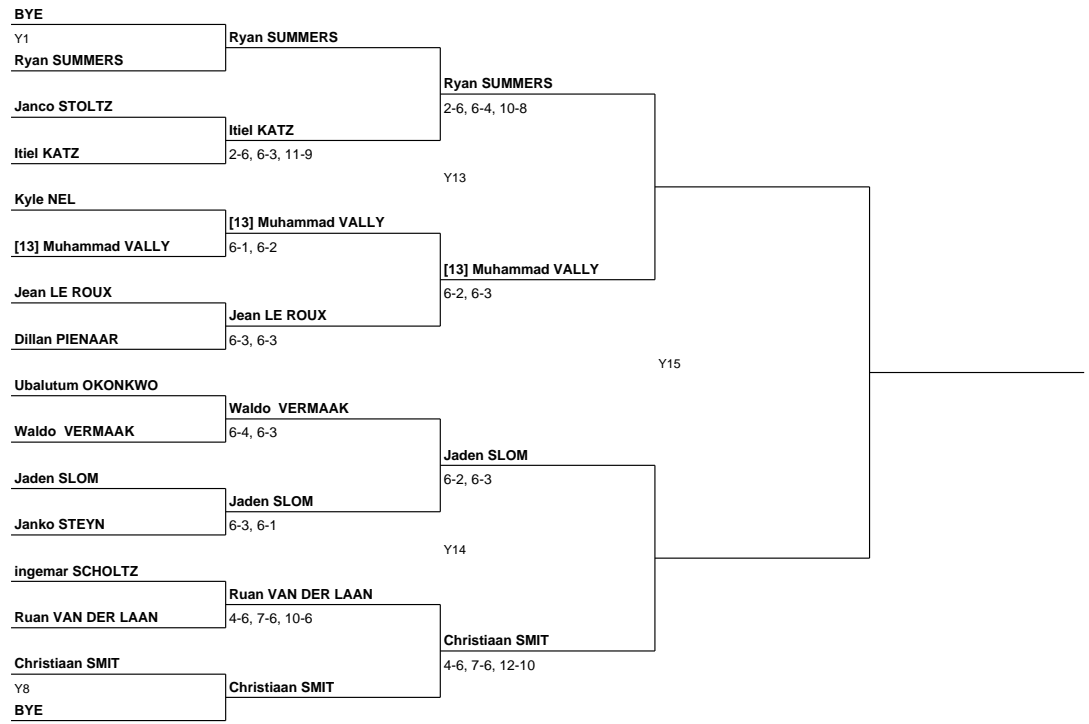 BYE
Y1
Ryan SUMMERS
Ryan SUMMERS
Janco STOLTZ
Itiel KATZ
Itiel KATZ
2-6, 6-3, 11-9
Ryan SUMMERS
2-6, 6-4, 10-8
Y13
Kyle NEL
[13] Muhammad VALLY
[13] Muhammad VALLY
6-1, 6-2
Jean LE ROUX
Dillan PIENAAR
Jean LE ROUX
6-3, 6-3
[13] Muhammad VALLY
6-2, 6-3
Y15
Ubalutum OKONKWO
Waldo  VERMAAK
Waldo  VERMAAK
6-4, 6-3
Jaden SLOM
Janko STEYN
Jaden SLOM
6-3, 6-1
Jaden SLOM
6-2, 6-3
Y14
ingemar SCHOLTZ
Ruan VAN DER LAAN
Ruan VAN DER LAAN
4-6, 7-6, 10-6
Christiaan SMIT
Y8
BYE
Christiaan SMIT
Christiaan SMIT
4-6, 7-6, 12-10